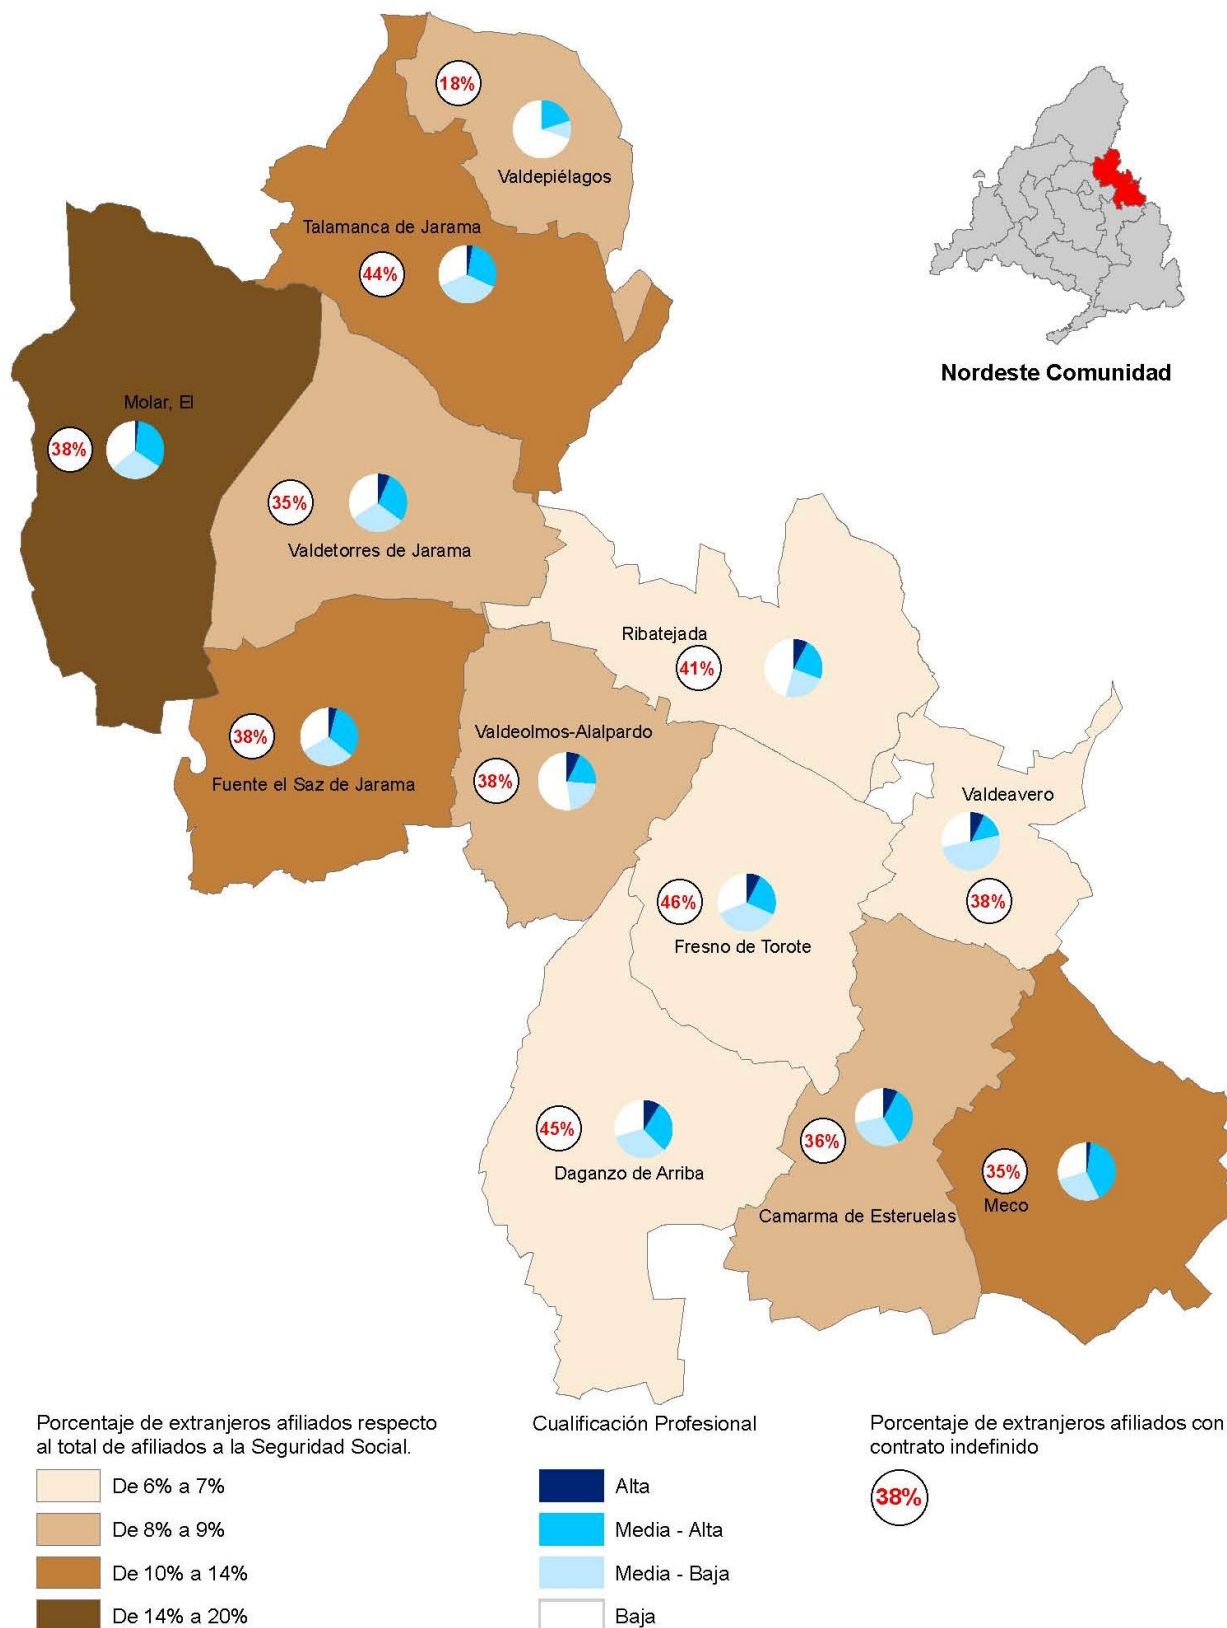 18%
Valdepiélagos
Talamanca de Jarama
44%
Nordeste Comunidad
Molar, El
38%
35%
Valdetorres de Jarama
Ribatejada
41%
38%
Fuente el Saz de Jarama
Valdeolmos-Alalpardo
38%
Valdeavero
38%
46%
Fresno de Torote
45%
Daganzo de Arriba
36%
Camarma de Esteruelas
35%
Meco
Porcentaje de extranjeros afiliados respecto
al total de afiliados a la Seguridad Social.
De 6% a 7%
De 8% a 9%
De 10% a 14%
De 14% a 20%
Cualificación Profesional
Alta
Media - Alta
Media - Baja
Baja
Porcentaje de extranjeros afiliados con
contrato indefinido
38%